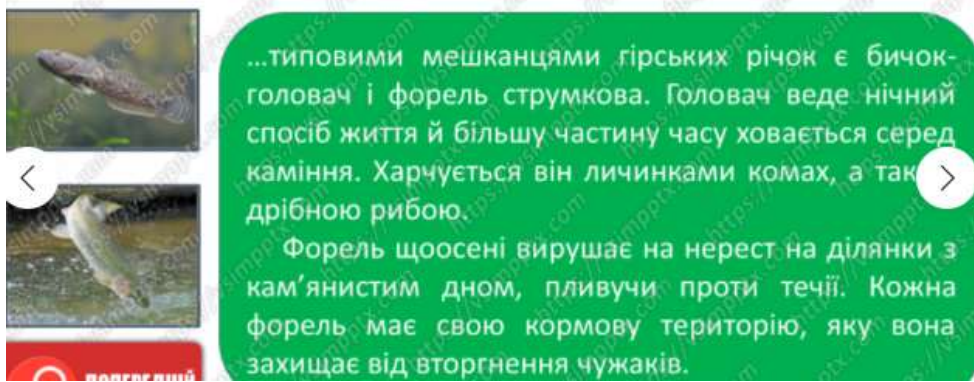 ...типовими мешканцями гірських річок є бичок-
головач і форель струмкова. Головач веде нічний
спосіб життя й більшу частину часу ховається серед
каміння. Харчується він личинками комах, а
дрібною рибою.
Форель щоосені вирушає на нерест на ділянки з
кам’янистим дном, пливучи проти течії. Кожна
форель має свою кормову територію, яку вона
захищає від вторгнення чужаків.